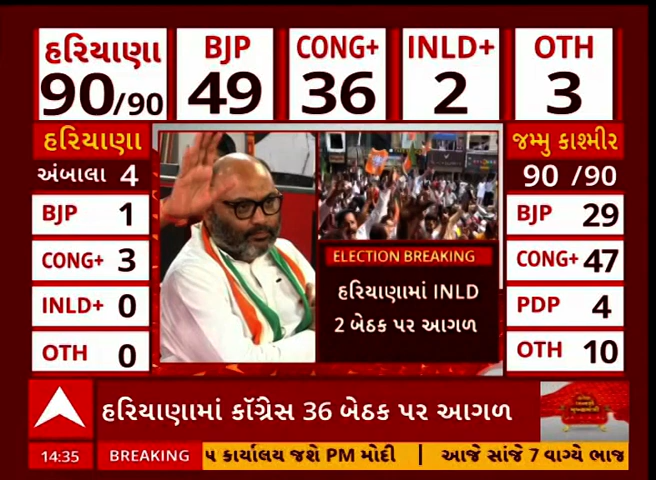 હરિયાણા
90/90
BJP
49
CONG+
36
INLD+
2
OTH
3
હરિયાણા
અંબાલા 4
BJP 1
CONG+ 3
INLD+ 0
OTH 0
ELECTION BREAKING
હરિયાણામાં INLD
2 બેઠક પર આગળ
જમ્મુ કાશ્મીર
90 /90
BJP 29
CONG+ 47
PDP 4
OTH 10
હરિયાણામાં કૉંગ્રેસ 36 બેઠક પર આગળ
14:35
BREAKING
પ કાર્યાલય જશે PM મોદી | આજે સાંજે 7 વાગ્યે ભાજ